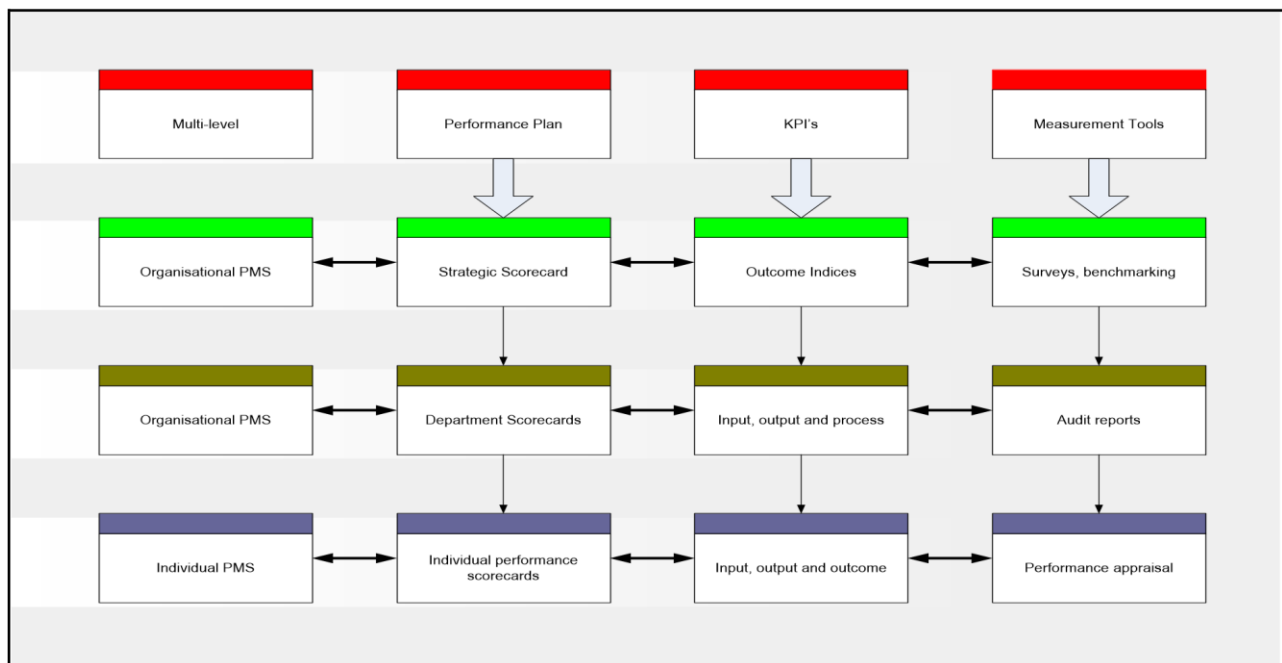 Multi-level
Performance Plan
KPI's
Measurement Tools
Organisational PMS
Strategic Scorecard
Outcome Indices
Surveys, benchmarking
Organisational PMS
Department Scorecards
Input, output and process
Audit reports
Individual PMS
Individual performance
scorecards
Input, output and outcome
Performance appraisal